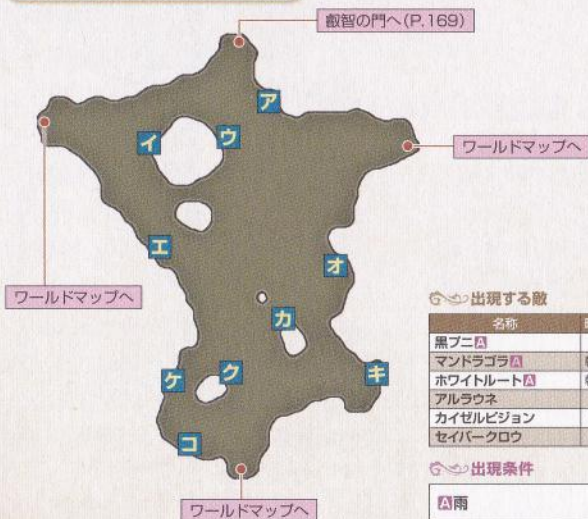 叡智の門へ(P.169)
ア
イ
ウ
ワールドマップへ
エ
オ
ワールドマップへ
カ
キ
ク
ケ
コ
ワールドマップへ
出現する敵
名称
黒プニA
マンドラゴラA
ホワイトルートA
アルラウネ
カイゼルピジョン
セイバークロウ
出現条件
A雨